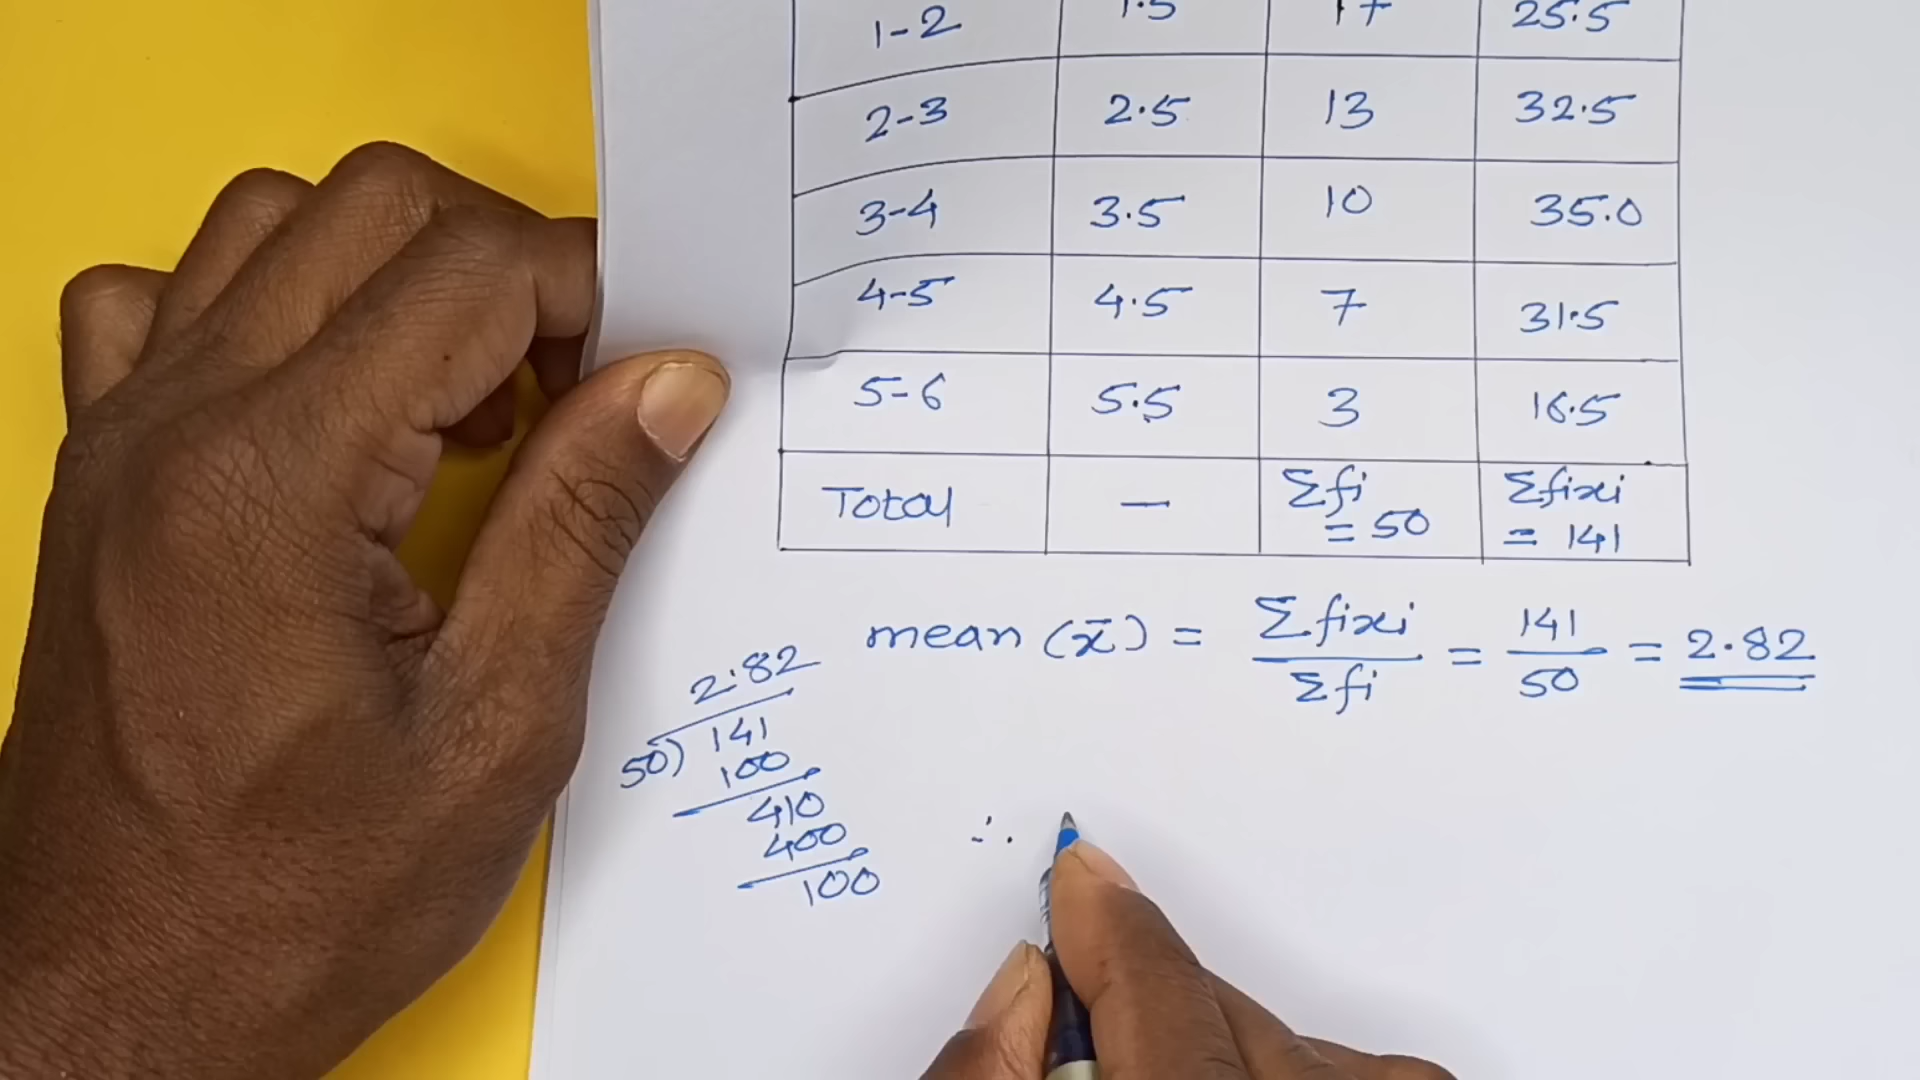 1-2 1.5 17 25.5
2-3 2.5 13 32.5
3-4 3.5 10 35.0
4-5 4.5 7 31.5
5-6 5.5 3 16.5
Total — Σfi = 50 Σfixi = 141
mean (x̄) = Σfixi / Σfi = 141 / 50 = 2.82
2.82
50) 141
100
410
400
100
∴